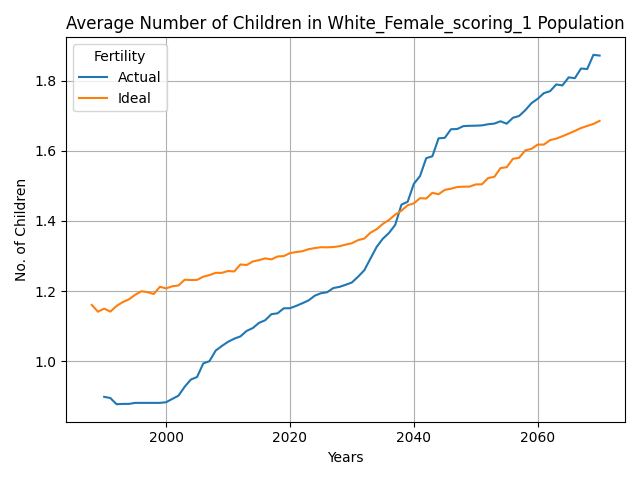 Average Number of Children in White_Female_scoring_1 Population
Fertility
Actual
Ideal
No. of Children
1.8
1.6
1.4
1.2
1.0
2000
2020
2040
2060
Years